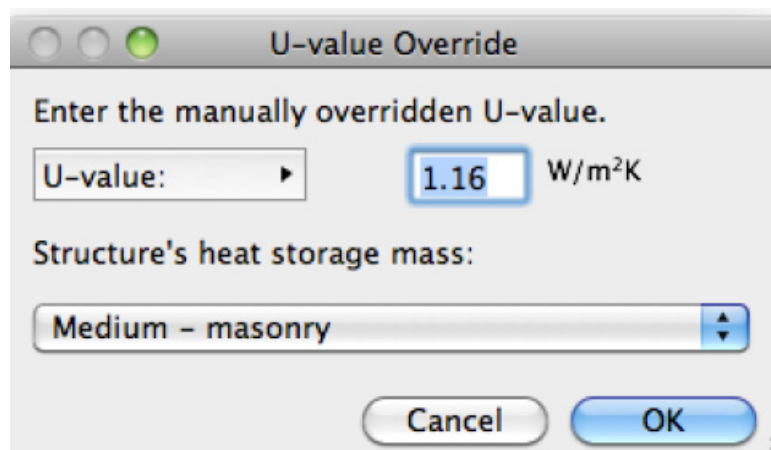 U-value Override
Enter the manually overridden U-value.
U-value: 1.16 W/m²K
Structure's heat storage mass:
Medium - masonry
Cancel OK